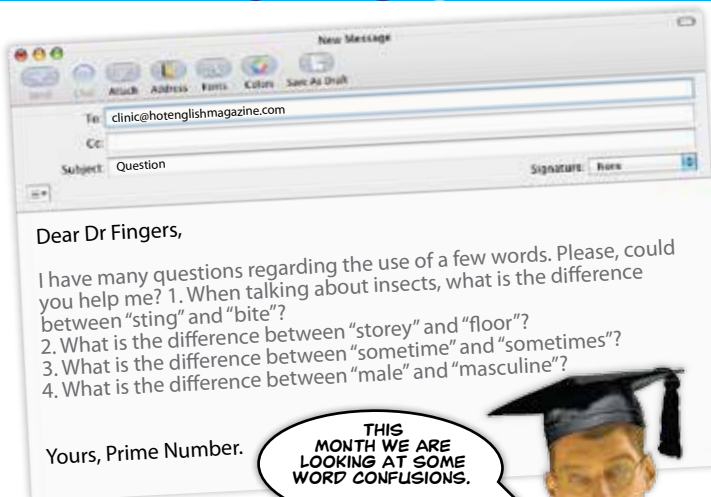 New Message
Attach Address Fonts Colors Save As Draft
To: clinic@hotenglishmagazine.com
Cc:
Subject: Question
Signature: None
Dear Dr Fingers,
I have many questions regarding the use of a few words. Please, could
you help me? 1. When talking about insects, what is the difference
between “sting” and “bite”?
2. What is the difference between “storey” and “floor”?
3. What is the difference between “sometime” and “sometimes”?
4. What is the difference between “male” and “masculine”?
Yours, Prime Number.
THIS
MONTH WE ARE
LOOKING AT SOME
WORD CONFUSIONS.